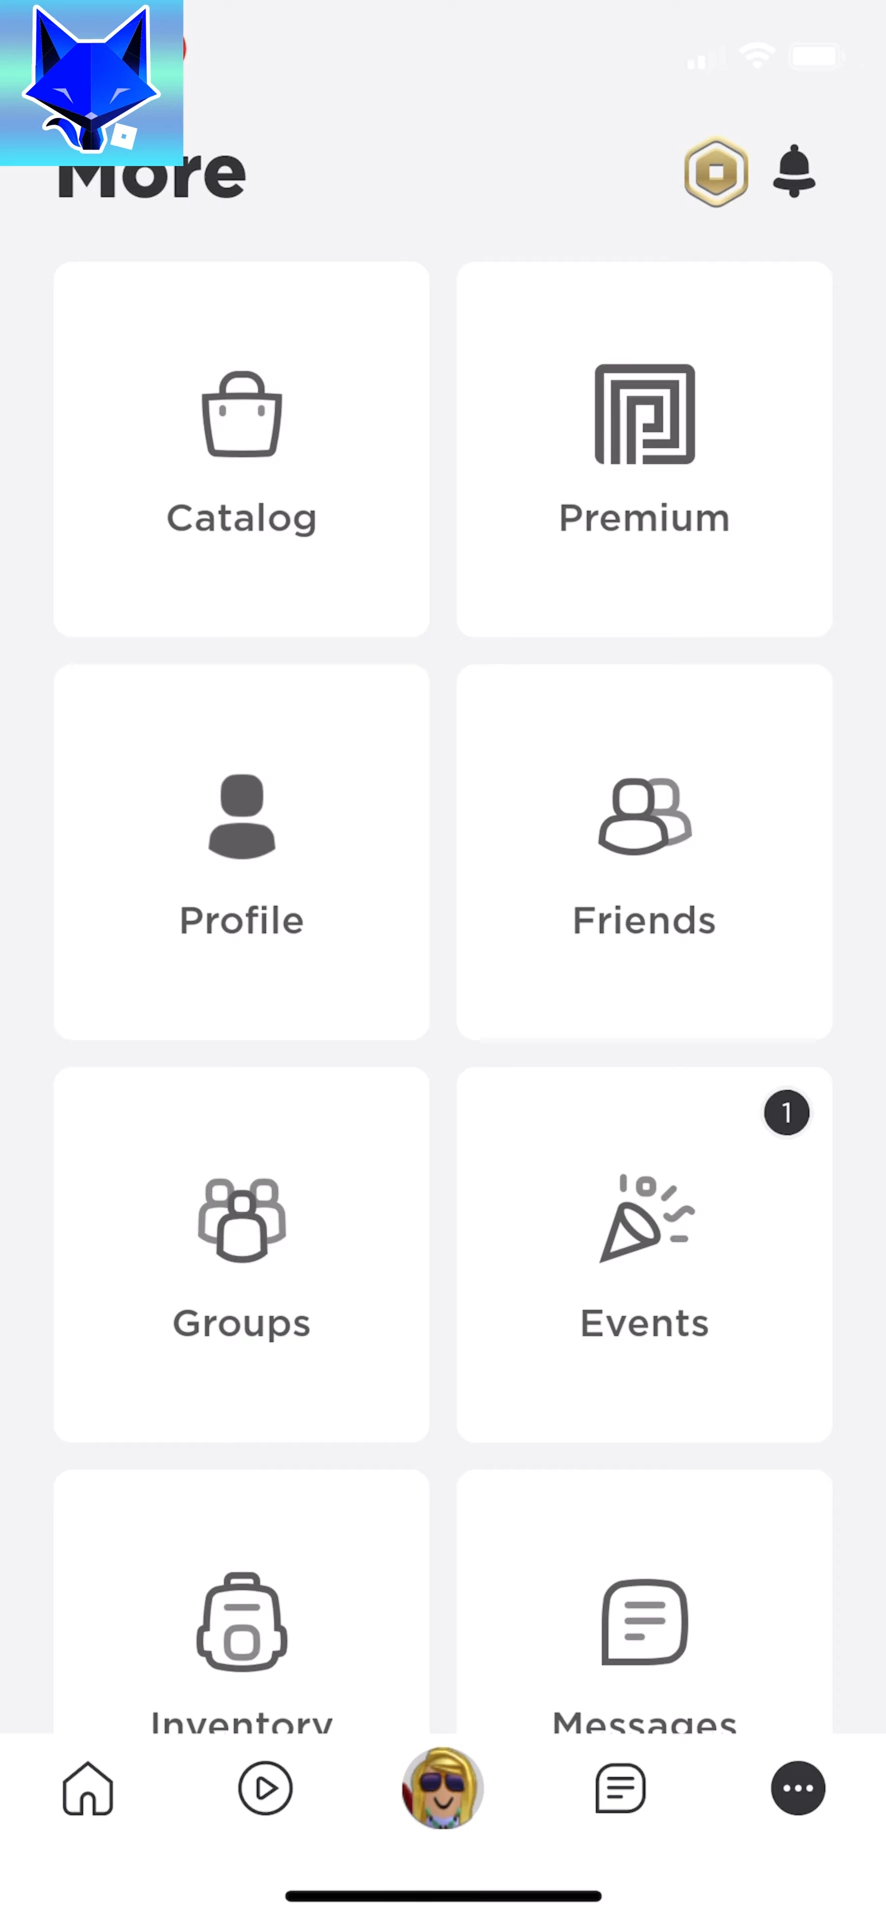 More
Catalog
Premium
Profile
Friends
1
Groups
Events
Inventory
Messages